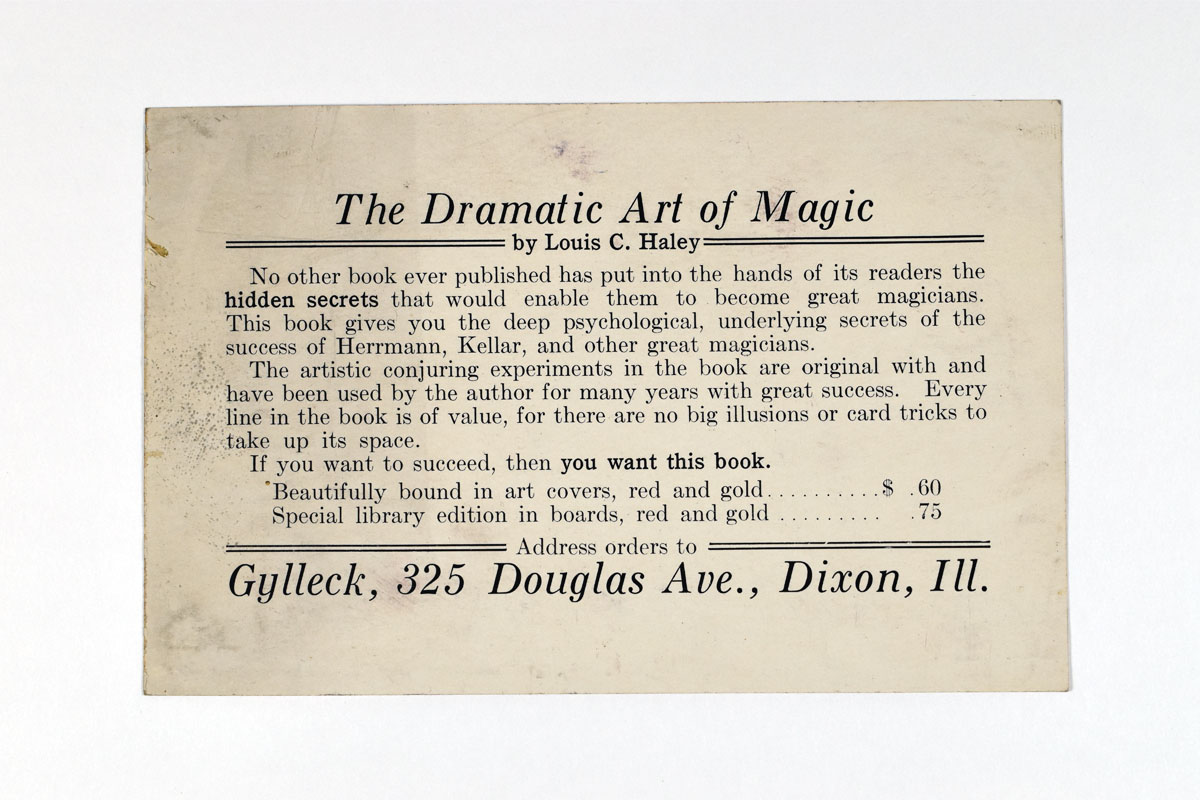 The Dramatic Art of Magic
by Louis C. Haley
No other book ever published has put into the hands of its readers the
hidden secrets that would enable them to become great magicians.
This book gives you the deep psychological, underlying secrets of the
success of Herrmann, Kellar, and other great magicians.
The artistic conjuring experiments in the book are original with and
have been used by the author for many years with great success. Every
line in the book is of value, for there are no big illusions or card tricks to
take up its space.
If you want to succeed, then you want this book.
Beautifully bound in art covers, red and gold..........$ .60
Special library edition in boards, red and gold ......... .75
Address orders to
Gylleck, 325 Douglas Ave., Dixon, Ill.